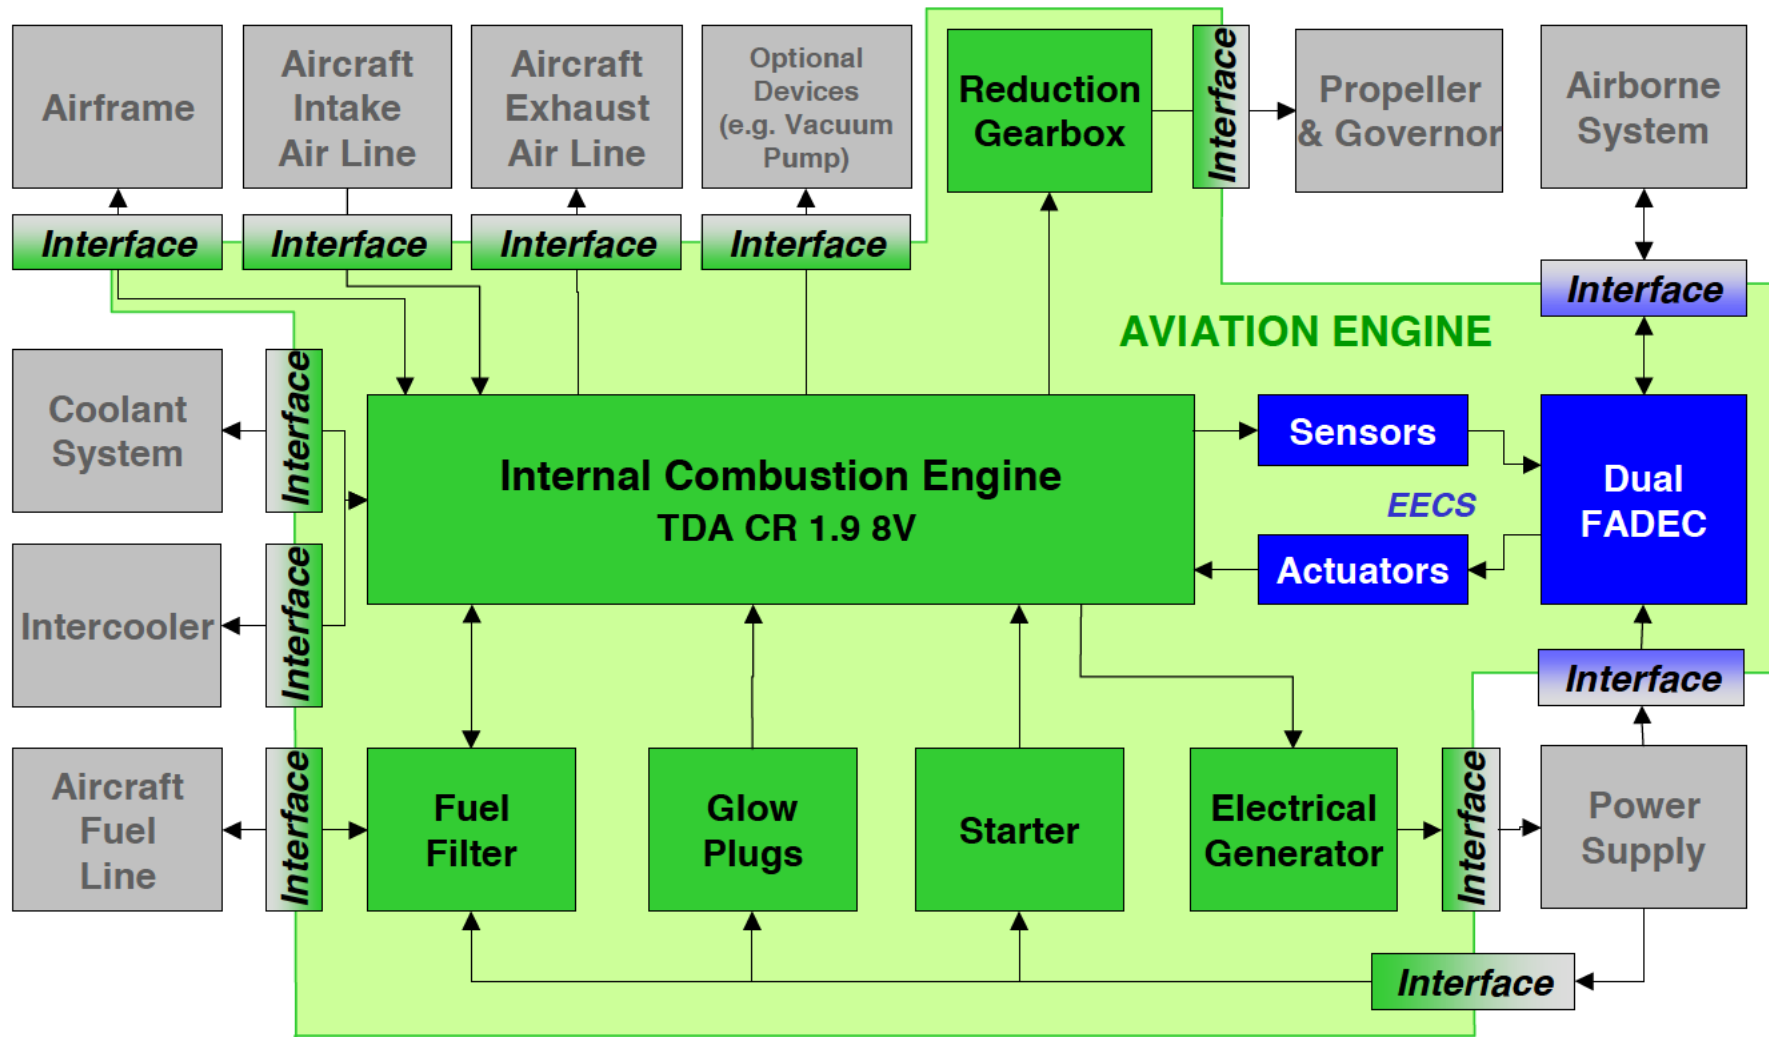 Airframe
Aircraft
Intake
Air Line
Aircraft
Exhaust
Air Line
Optional
Devices
(e.g. Vacuum
Pump)
Reduction
Gearbox
Interface
Propeller
& Governor
Airborne
System
Interface
Interface
Interface
Interface
Interface
AVIATION ENGINE
Coolant
System
Interface
Internal Combustion Engine
TDA CR 1.9 8V
Sensors
EECS
Actuators
Dual
FADEC
Intercooler
Interface
Interface
Aircraft
Fuel
Line
Interface
Fuel
Filter
Glow
Plugs
Starter
Electrical
Generator
Interface
Power
Supply
Interface